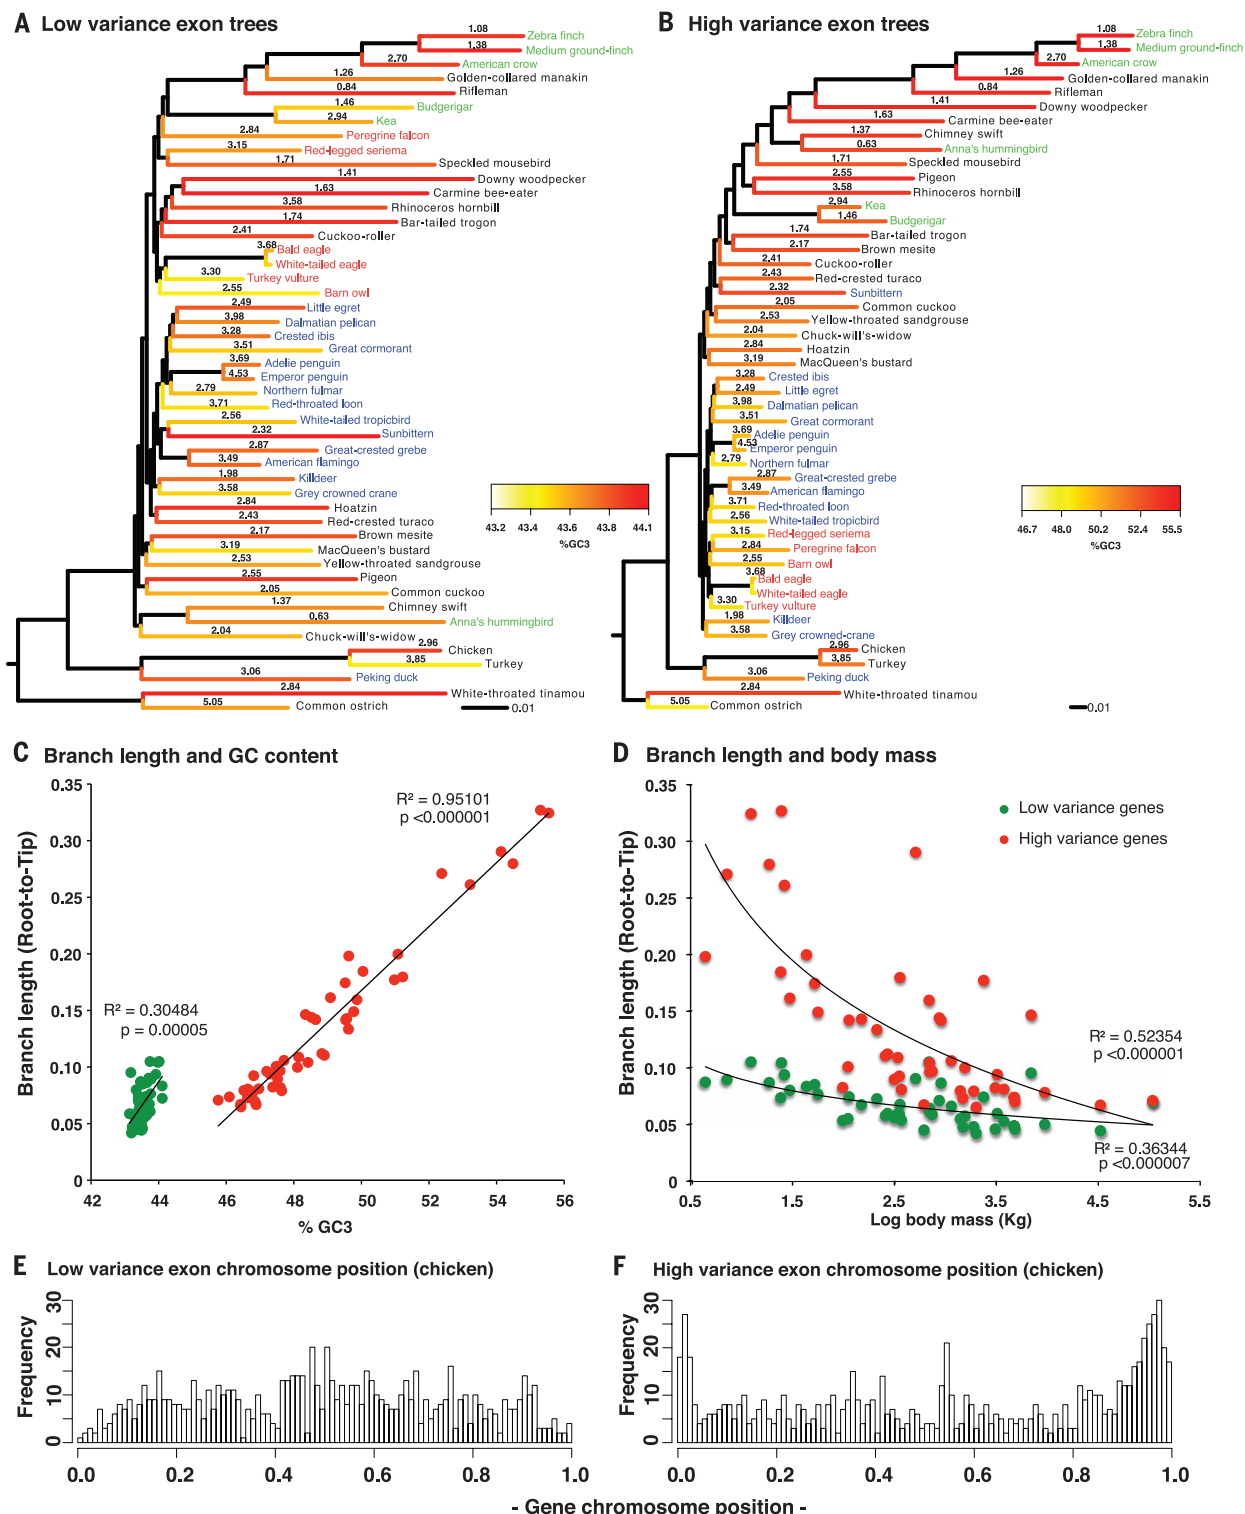 A Low variance exon trees
1.08 Zebra finch
1.38 Medium ground-finch
2.70 American crow
1.26 Golden-collared manakin
0.84 Rifleman
1.46 Budgerigar
2.94 Kea
2.84 Peregrine falcon
3.15 Red-legged seriema
1.71 Speckled mousebird
1.41 Downy woodpecker
1.63 Carmine bee-eater
3.58 Rhinoceros hornbill
1.74 Bar-tailed trogon
2.41 Cuckoo-roller
3.68 Bald eagle
White-tailed eagle
3.30 Turkey vulture
2.55 Barn owl
2.49 Little egret
3.98 Dalmatian pelican
3.28 Crested ibis
3.51 Great cormorant
3.69 Adelie penguin
4.53 Emperor penguin
2.79 Northern fulmar
3.71 Red-throated loon
2.56 White-tailed tropicbird
2.32 Sunbittern
2.87 Great-crested grebe
3.49 American flamingo
1.98 Killdeer
3.58 Grey crowned crane
2.84 Hoatzin
2.43 Red-crested turaco
2.17 Brown mesite
3.19 MacQueen's bustard
2.53 Yellow-throated sandgrouse
2.55 Pigeon
2.05 Common cuckoo
1.37 Chimney swift
0.63 Anna's hummingbird
2.04 Chuck-will's-widow
2.96 Chicken
3.85 Turkey
3.06 Peking duck
2.84 White-throated tinamou
5.05 Common ostrich
0.01
43.2 43.4 43.6 43.8 44.1
%GC3
B High variance exon trees
1.08 Zebra finch
1.38 Medium ground-finch
2.70 American crow
1.26 Golden-collared manakin
0.84 Rifleman
1.41 Downy woodpecker
1.63 Carmine bee-eater
1.37 Chimney swift
0.63 Anna's hummingbird
1.71 Speckled mousebird
2.55 Pigeon
3.58 Rhinoceros hornbill
2.94 Kea
1.46 Budgerigar
1.74 Bar-tailed trogon
2.17 Brown mesite
2.41 Cuckoo-roller
2.43 Red-crested turaco
2.32 Sunbittern
2.05 Common cuckoo
2.53 Yellow-throated sandgrouse
2.04 Chuck-will's-widow
2.84 Hoatzin
3.19 MacQueen's bustard
3.28 Crested ibis
2.49 Little egret
3.98 Dalmatian pelican
3.51 Great cormorant
3.69 Adelie penguin
4.53 Emperor penguin
2.79 Northern fulmar
2.87 Great-crested grebe
3.49 American flamingo
3.71 Red-throated loon
2.56 White-tailed tropicbird
3.15 Red-legged seriema
2.84 Peregrine falcon
2.55 Barn owl
3.68 Bald eagle
White-tailed eagle
3.30 Turkey vulture
1.98 Killdeer
3.58 Grey crowned-crane
2.96 Chicken
3.85 Turkey
3.06 Peking duck
2.84 White-throated tinamou
5.05 Common ostrich
0.01
46.7 48.0 50.2 52.4 55.5
%GC3
C Branch length and GC content
Branch length (Root-to-Tip)
0.35
0.30
0.25
0.20
0.15
0.10
0.05
0
R² = 0.95101
p <0.000001
R² = 0.30484
p = 0.00005
42 44 46 48 50 52 54 56
% GC3
D Branch length and body mass
Branch length (Root-to-Tip)
0.35
0.30
0.25
0.20
0.15
0.10
0.05
0
Low variance genes
High variance genes
R² = 0.52354
p <0.000001
R² = 0.36344
p <0.000007
0.5 1.5 2.5 3.5 4.5 5.5
Log body mass (Kg)
E Low variance exon chromosome position (chicken)
Frequency
30
20
10
0
0.0 0.2 0.4 0.6 0.8 1.0
F High variance exon chromosome position (chicken)
Frequency
30
20
10
0
0.0 0.2 0.4 0.6 0.8 1.0
- Gene chromosome position -